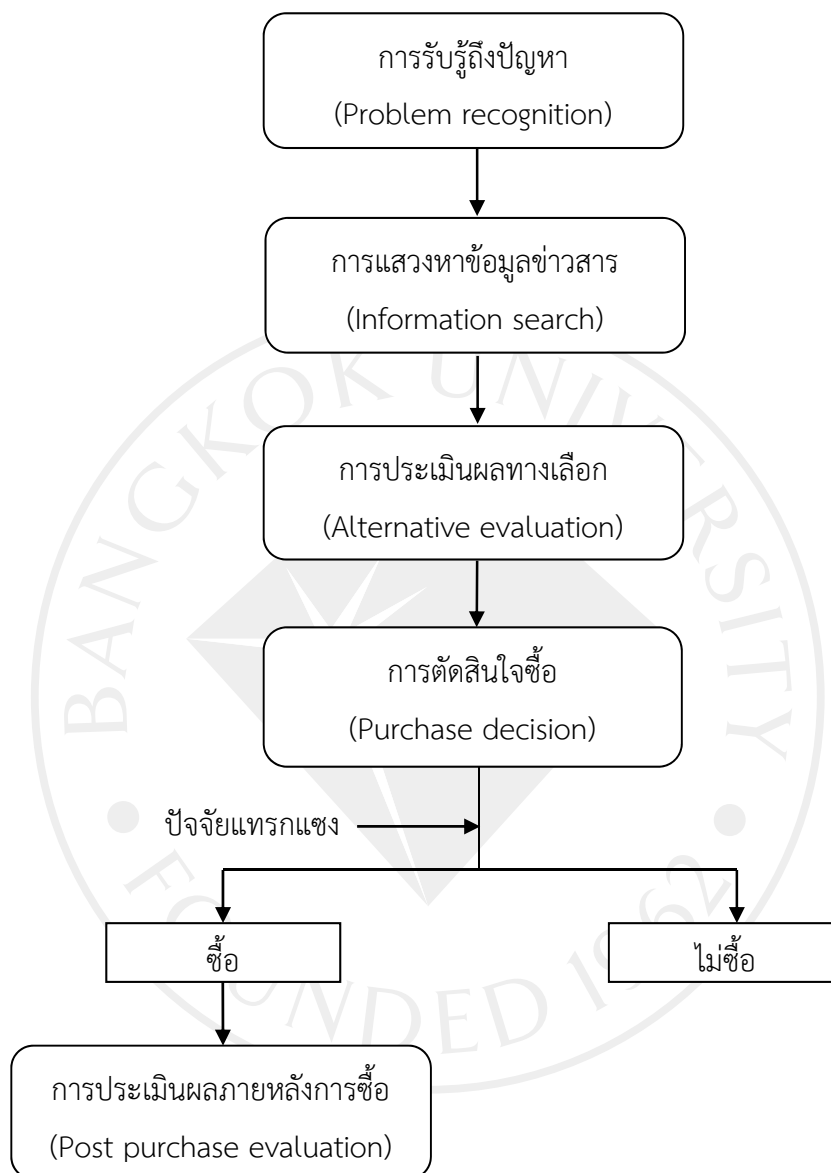 การรับรู้ถึงปัญหา
(Problem recognition)
การแสวงหาข้อมูลข่าวสาร
(Information search)
การประเมินผลทางเลือก
(Alternative evaluation)
การตัดสินใจซื้อ
(Purchase decision)
ปัจจัยแทรกแซง
ซื้อ
ไม่ซื้อ
การประเมินผลภายหลังการซื้อ
(Post purchase evaluation)
BANGKOK UNIVERSITY
FOUNDED 1962